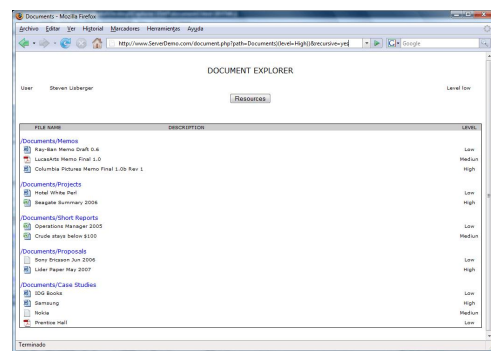 Documents - Mozilla Firefox
Archivo Editar Ver Historial Marcadores Herramientas Ayuda
http://www.ServerDemo.com/document.php?path=Documents)(level=High))&recursive=yes
Google
DOCUMENT EXPLORER
User Steven Lisberger Level low
Resources
FILE NAME DESCRIPTION LEVEL
/Documents/Memos
Ray-Ban Memo Draft 0.6 Low
LucasArts Memo Final 1.0 Mediun
Columbia Pictures Memo Final 1.0b Rev 1 High
/Documents/Projects
Hotel White Perl Low
Seagate Summary 2006 High
/Documents/Short Reports
Operations Manager 2005 Low
Crude stays below $100 Mediun
/Documents/Proposals
Sony Ericsson Jun 2006 Low
Lider Paper May 2007 High
/Documents/Case Studies
IDG Books Low
Samsung High
Nokia Mediun
Prentice Hall Low
Terminado